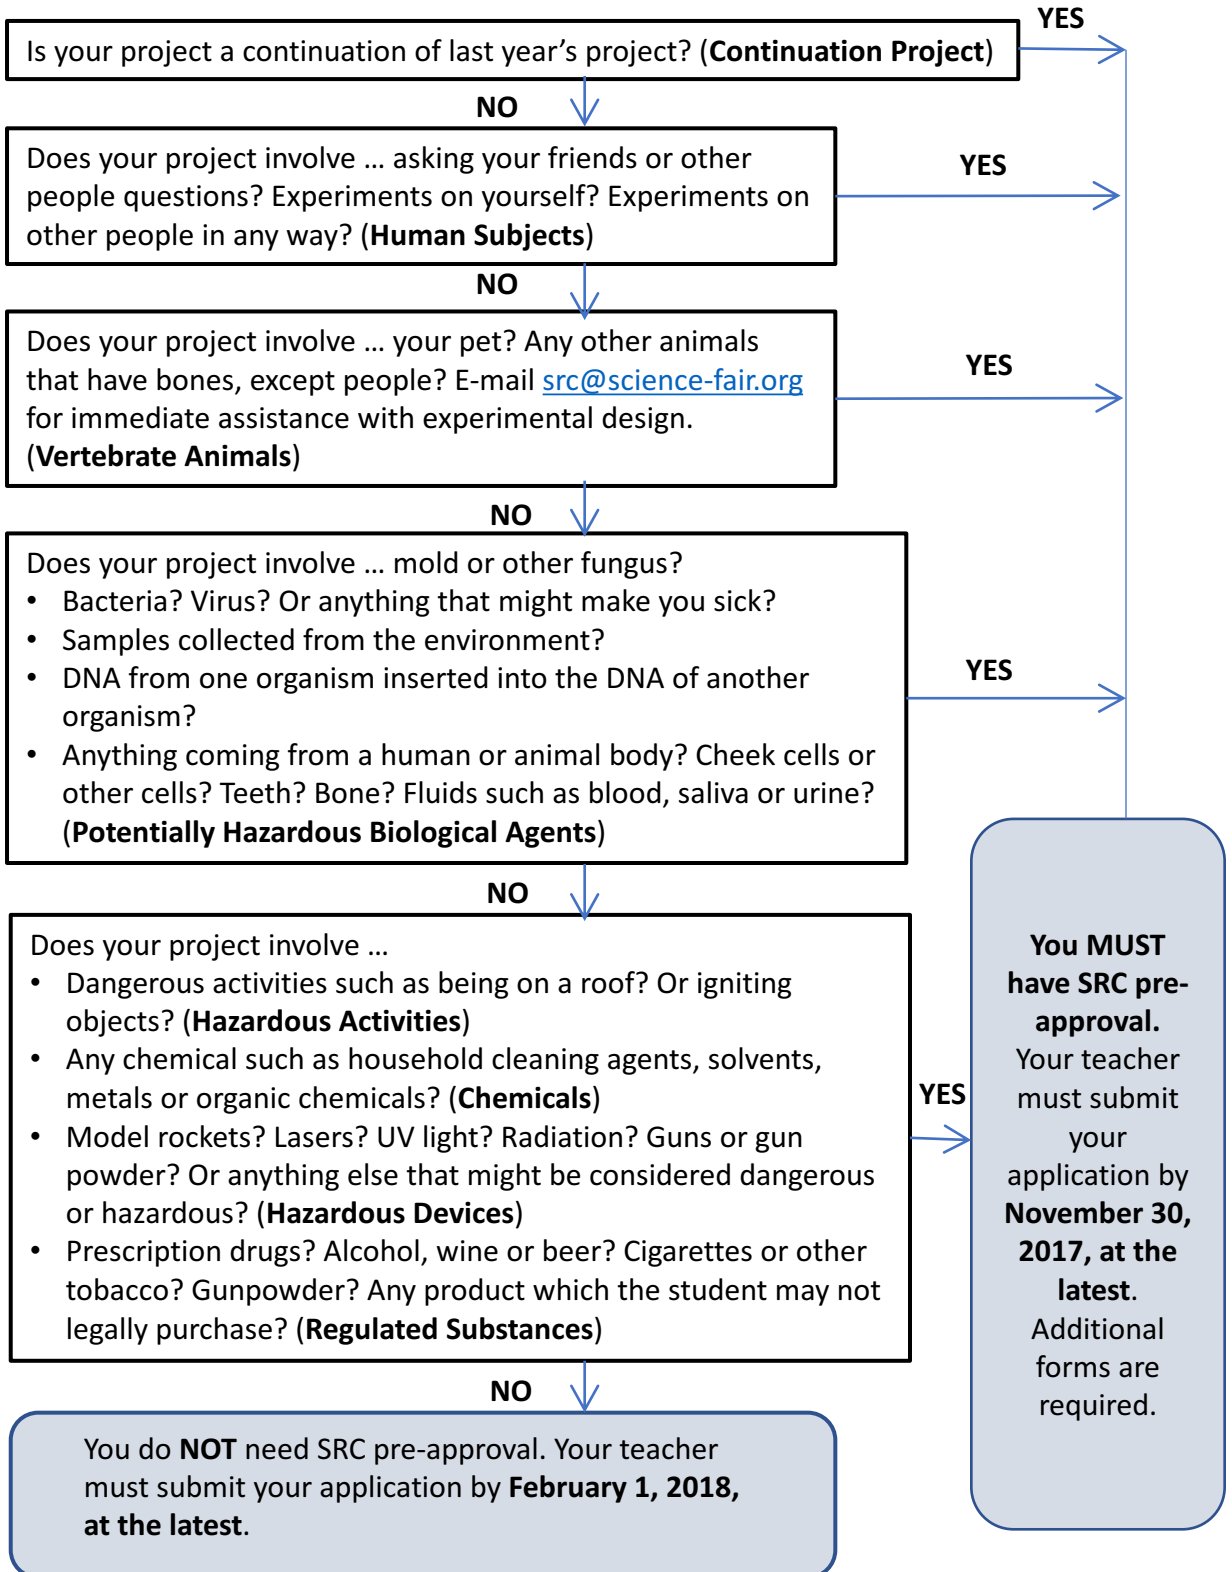 YES
Is your project a continuation of last year’s project? (Continuation Project)
NO
Does your project involve … asking your friends or other
people questions? Experiments on yourself? Experiments on
other people in any way? (Human Subjects)
YES
NO
Does your project involve … your pet? Any other animals
that have bones, except people? E-mail src@science-fair.org
for immediate assistance with experimental design.
(Vertebrate Animals)
YES
NO
Does your project involve … mold or other fungus?
• Bacteria? Virus? Or anything that might make you sick?
• Samples collected from the environment?
• DNA from one organism inserted into the DNA of another
organism?
• Anything coming from a human or animal body? Cheek cells or
other cells? Teeth? Bone? Fluids such as blood, saliva or urine?
(Potentially Hazardous Biological Agents)
YES
NO
Does your project involve …
• Dangerous activities such as being on a roof? Or igniting
objects? (Hazardous Activities)
• Any chemical such as household cleaning agents, solvents,
metals or organic chemicals? (Chemicals)
• Model rockets? Lasers? UV light? Radiation? Guns or gun
powder? Or anything else that might be considered dangerous
or hazardous? (Hazardous Devices)
• Prescription drugs? Alcohol, wine or beer? Cigarettes or other
tobacco? Gunpowder? Any product which the student may not
legally purchase? (Regulated Substances)
YES
You MUST
have SRC pre-
approval.
Your teacher
must submit
your
application by
November 30,
2017, at the
latest.
Additional
forms are
required.
NO
You do NOT need SRC pre-approval. Your teacher
must submit your application by February 1, 2018,
at the latest.